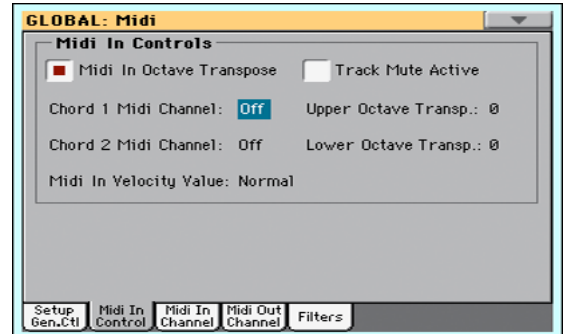 GLOBAL: Midi
Midi In Controls
Midi In Octave Transpose
Track Mute Active
Chord 1 Midi Channel: Off
Upper Octave Transp.: 0
Chord 2 Midi Channel: Off
Lower Octave Transp.: 0
Midi In Velocity Value: Normal
Setup Gen.Ctl
Midi In Control
Midi In Channel
Midi Out Channel
Filters